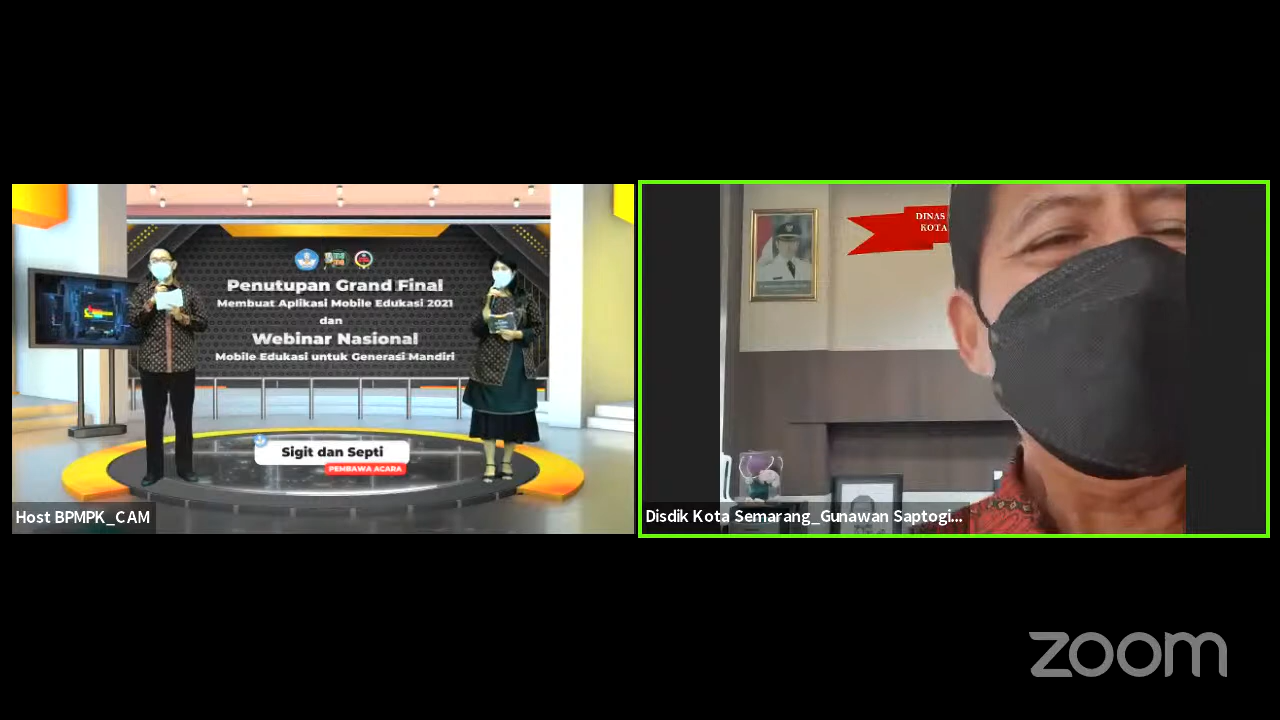 Penutupan Grand Final
Membuat Aplikasi Mobile Edukasi 2021
dan
Webinar Nasional
Mobile Edukasi untuk Generasi Mandiri
Sigit dan Septi
PEMBAWA ACARA
Host BPMPK_CAM
DINAS
KOTA
Disdik Kota Semarang_Gunawan Saptogi...
zoom